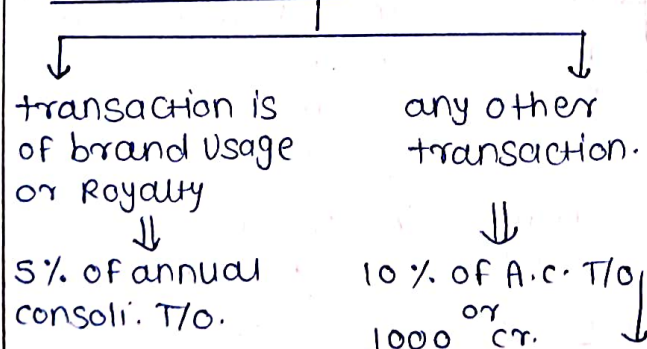 transaction is
of brand Usage
or Royalty
5% of annual
consoli. T/O.
any other
transaction.
10% of A.C. T/O
or
1000 cr.